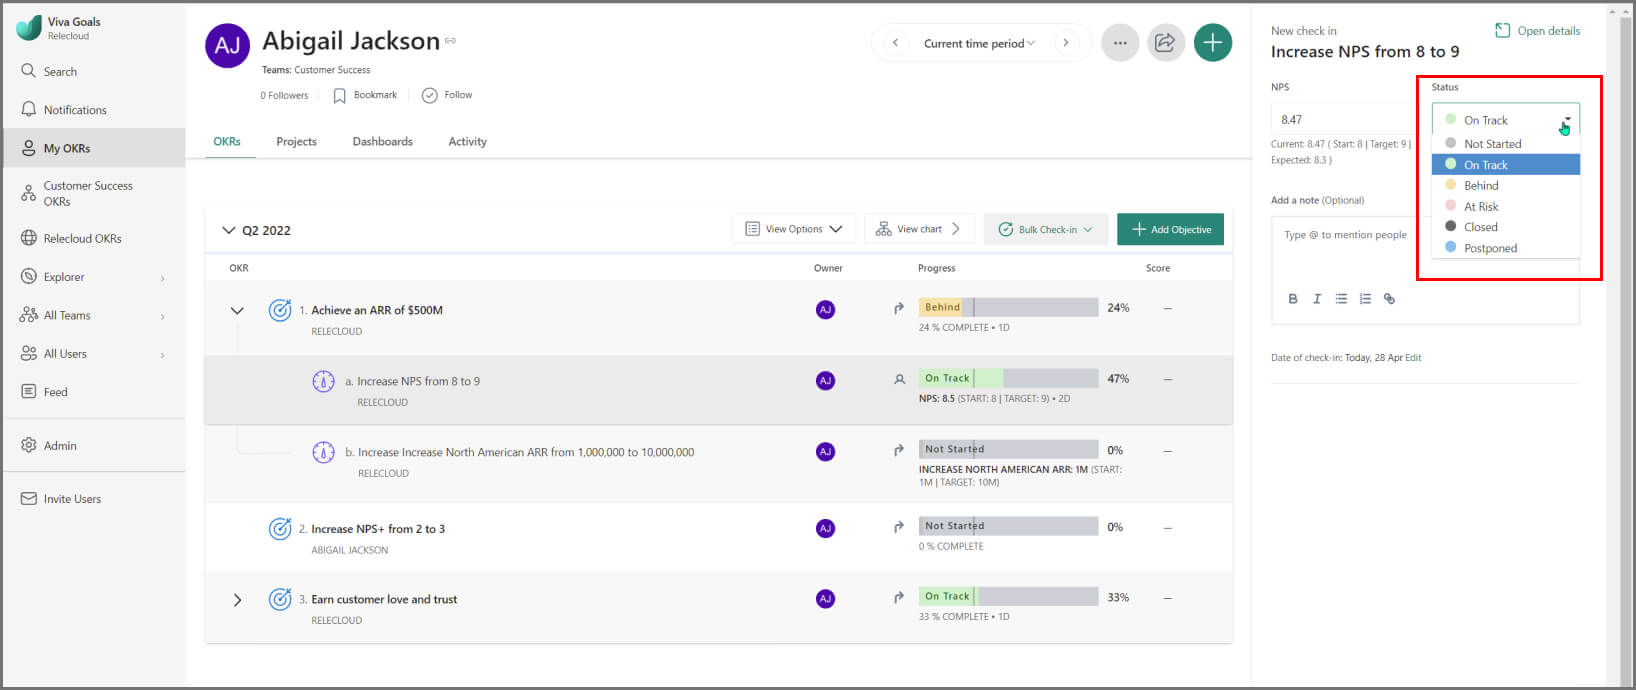 Viva Goals
Relecloud
Search
Notifications
My OKRs
Customer Success
OKRs
Relecloud OKRs
Explorer
All Teams
All Users
Feed
Admin
Invite Users
AJ
Abigail Jackson
Teams: Customer Success
0 Followers
Bookmark
Follow
Current time period
OKRs
Projects
Dashboards
Activity
Q2 2022
View Options
View chart
Bulk Check-in
Add Objective
OKR
Owner
Progress
Score
1. Achieve an ARR of $500M
RELECLOUD
AJ
Behind
24%
—
24 % COMPLETE • 1D
a. Increase NPS from 8 to 9
RELECLOUD
AJ
On Track
47%
—
NPS: 8.5 (START: 8 | TARGET: 9) • 2D
b. Increase Increase North American ARR from 1,000,000 to 10,000,000
RELECLOUD
AJ
Not Started
0%
—
INCREASE NORTH AMERICAN ARR: 1M (START:
1M | TARGET: 10M)
2. Increase NPS+ from 2 to 3
ABIGAIL JACKSON
AJ
Not Started
0%
—
0 % COMPLETE
3. Earn customer love and trust
RELECLOUD
AJ
On Track
33%
—
33 % COMPLETE • 1D
New check in
Open details
Increase NPS from 8 to 9
NPS
8.47
Current: 8.47 ( Start: 8 | Target: 9 |
Expected: 8.3 )
Status
On Track
Not Started
On Track
Behind
At Risk
Closed
Postponed
Add a note (Optional)
Type @ to mention people
B I
Date of check-in: Today, 28 Apr Edit